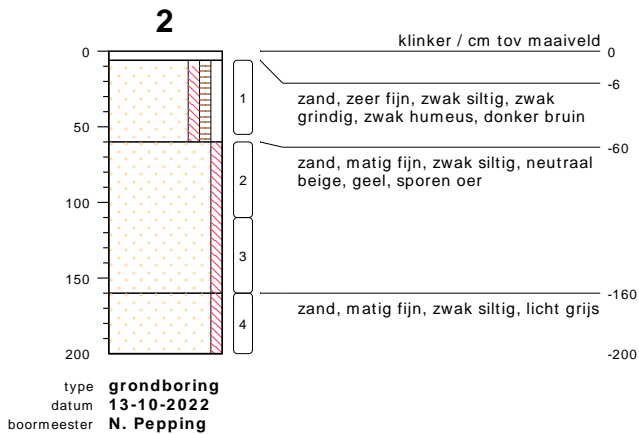 2
klinker / cm tov maaiveld
0
0
-6
1
zand, zeer fijn, zwak siltig, zwak
grindig, zwak humeus, donker bruin
50
-60
2
zand, matig fijn, zwak siltig, neutraal
beige, geel, sporen oer
100
3
150
-160
4
zand, matig fijn, zwak siltig, licht grijs
200
-200
type grondboring
datum 13-10-2022
boormeester N. Pepping